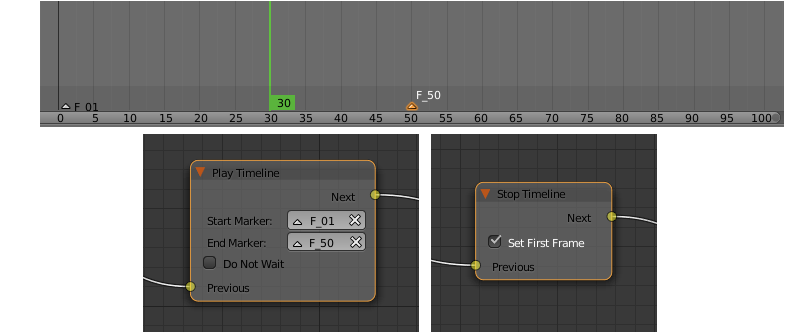 F_50
F_01
30
0 5 10 15 20 25 30 35 40 45 50 55 60 65 70 75 80 85 90 95 100
Play Timeline
Next
Start Marker: F_01
End Marker: F_50
Do Not Wait
Previous
Stop Timeline
Next
Set First Frame
Previous